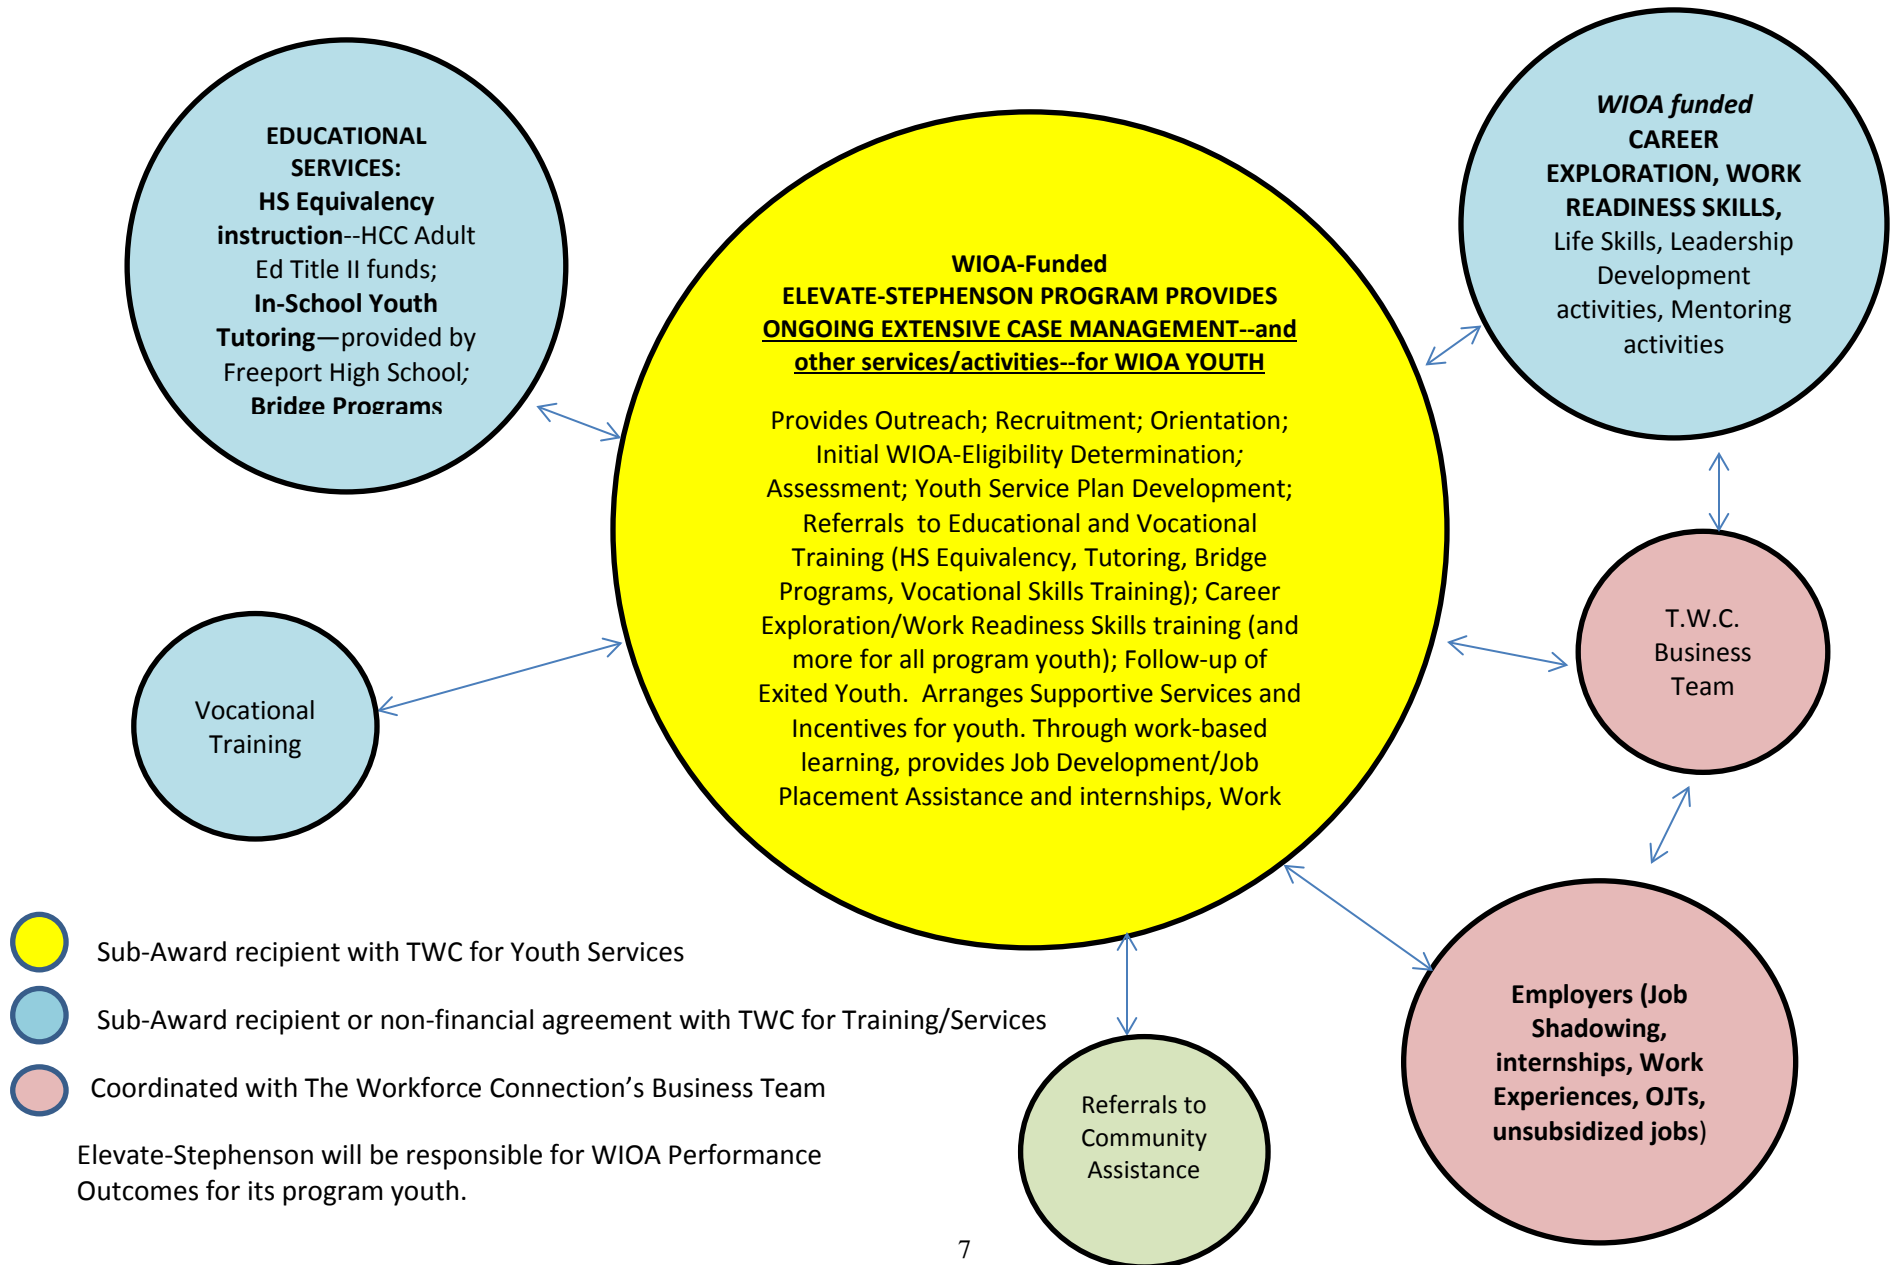 EDUCATIONAL
SERVICES:
HS Equivalency
instruction--HCC Adult
Ed Title II funds;
In-School Youth
Tutoring—provided by
Freeport High School;
Bridge Programs
WIOA-Funded
ELEVATE-STEPHENSON PROGRAM PROVIDES
ONGOING EXTENSIVE CASE MANAGEMENT--and
other services/activities--for WIOA YOUTH
Provides Outreach; Recruitment; Orientation;
Initial WIOA-Eligibility Determination;
Assessment; Youth Service Plan Development;
Referrals to Educational and Vocational
Training (HS Equivalency, Tutoring, Bridge
Programs, Vocational Skills Training); Career
Exploration/Work Readiness Skills training (and
more for all program youth); Follow-up of
Exited Youth. Arranges Supportive Services and
Incentives for youth. Through work-based
learning, provides Job Development/Job
Placement Assistance and internships, Work
WIOA funded
CAREER
EXPLORATION, WORK
READINESS SKILLS,
Life Skills, Leadership
Development
activities, Mentoring
activities
T.W.C.
Business
Team
Vocational
Training
Employers (Job
Shadowing,
internships, Work
Experiences, OJTs,
unsubsidized jobs)
Referrals to
Community
Assistance
Sub-Award recipient with TWC for Youth Services
Sub-Award recipient or non-financial agreement with TWC for Training/Services
Coordinated with The Workforce Connection’s Business Team
Elevate-Stephenson will be responsible for WIOA Performance
Outcomes for its program youth.
7